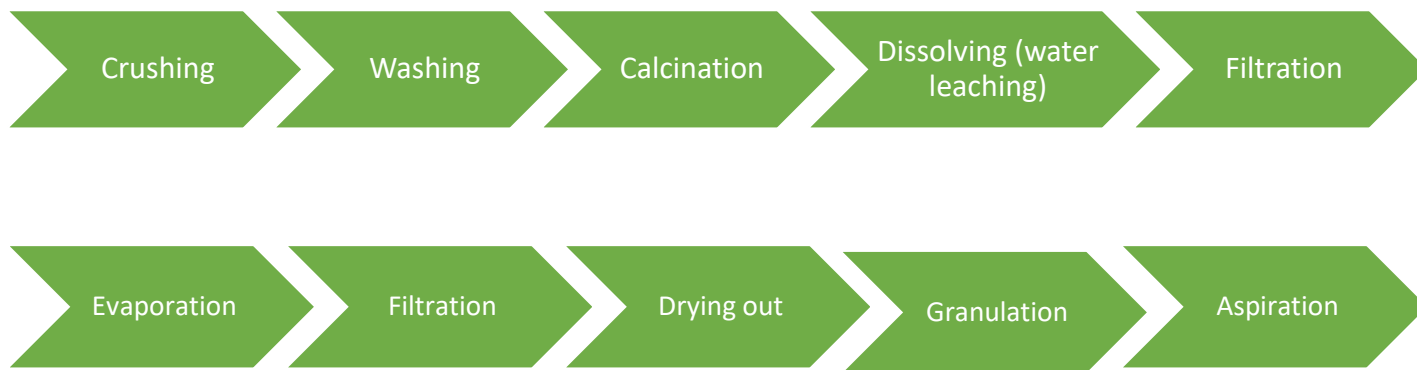 Crushing
Washing
Calcination
Dissolving (water
leaching)
Filtration
Evaporation
Filtration
Drying out
Granulation
Aspiration